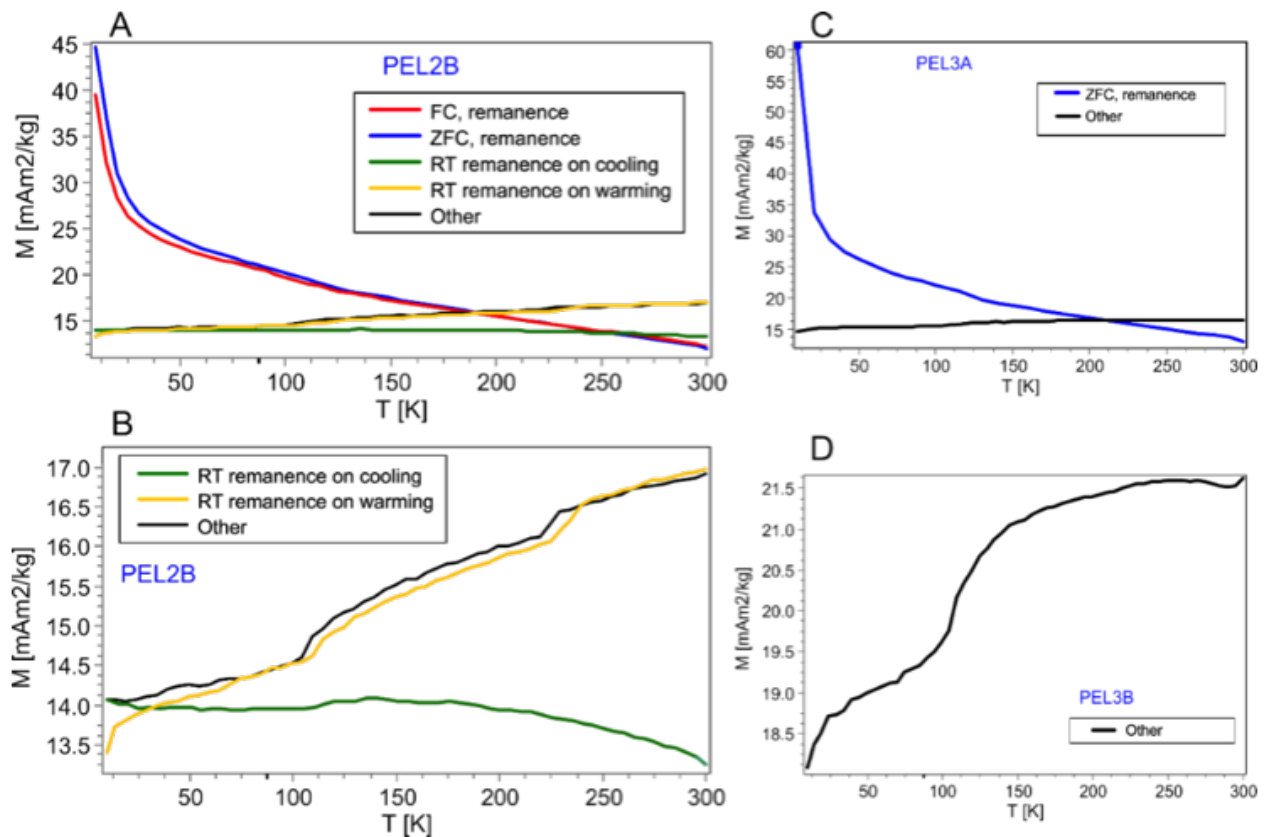 A
PEL2B
FC, remanence
ZFC, remanence
RT remanence on cooling
RT remanence on warming
Other
M [mAm2/kg]
45
40
35
30
25
20
15
50 100 150 200 250 300
T [K]
C
PEL3A
ZFC, remanence
Other
M [mAm2/kg]
60
55
50
45
40
35
30
25
20
15
50 100 150 200 250 300
T [K]
B
RT remanence on cooling
RT remanence on warming
Other
PEL2B
M [mAm2/kg]
17.0
16.5
16.0
15.5
15.0
14.5
14.0
13.5
50 100 150 200 250 300
T [K]
D
PEL3B
Other
M [mAm2/kg]
21.5
21.0
20.5
20.0
19.5
19.0
18.5
50 100 150 200 250 300
T [K]